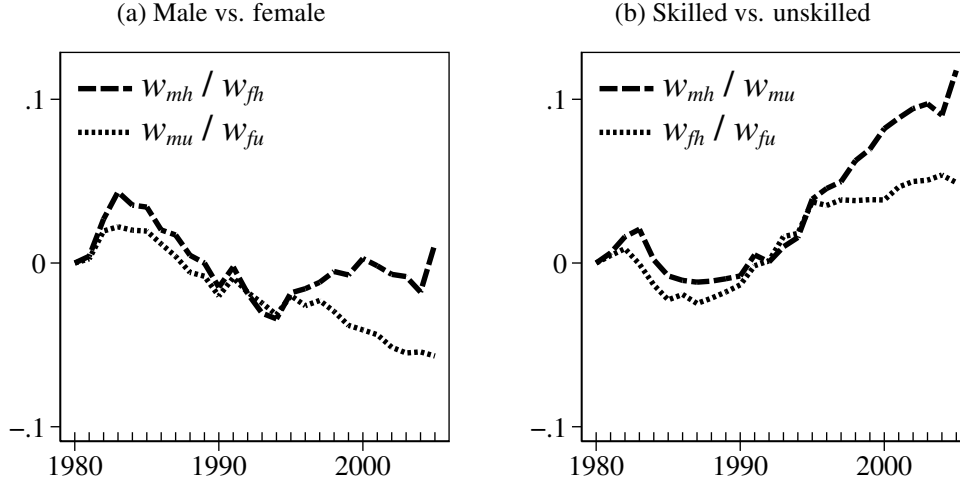 (a) Male vs. female
w_mh / w_fh
w_mu / w_fu
.1
0
−.1
1980 1990 2000
(b) Skilled vs. unskilled
w_mh / w_mu
w_fh / w_fu
.1
0
−.1
1980 1990 2000